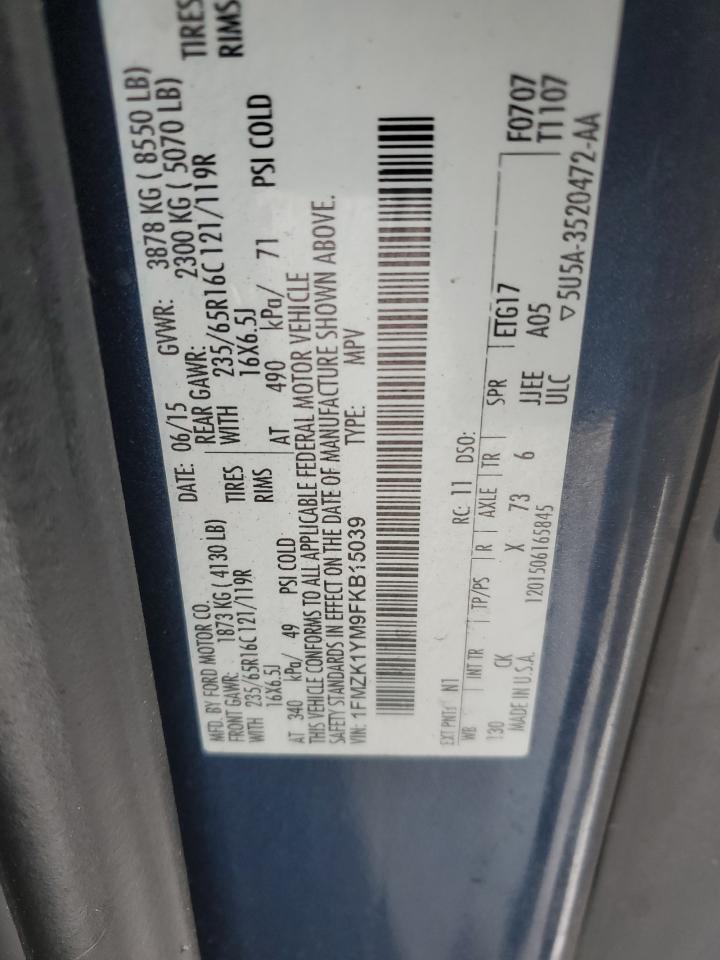 MFD. BY FORD MOTOR CO. DATE: 06/15 GVWR: 3878 KG ( 8550 LB)
FRONT GAWR: 1873 KG ( 4130 LB) REAR GAWR: 2300 KG ( 5070 LB)
WITH 235/65R16C 121/119R TIRES WITH 235/65R16C 121/119R TIRES
16X6.5J RIMS 16X6.5J RIMS
AT 340 kPa/ 49 PSI COLD AT 490 kPa/ 71 PSI COLD
THIS VEHICLE CONFORMS TO ALL APPLICABLE FEDERAL MOTOR VEHICLE
SAFETY STANDARDS IN EFFECT ON THE DATE OF MANUFACTURE SHOWN ABOVE.
VIN: 1FMZK1YM9FKB15039 TYPE: MPV
EXT PNT: N1 RC: 11 DSO:
WB INT TR TP/PS R AXLE TR SPR ETG17 F0707
130 CK X 73 6 JJEE A05 T1107
MADE IN U.S.A. 1201506165845 ULC ▽5U5A-3520472-AA